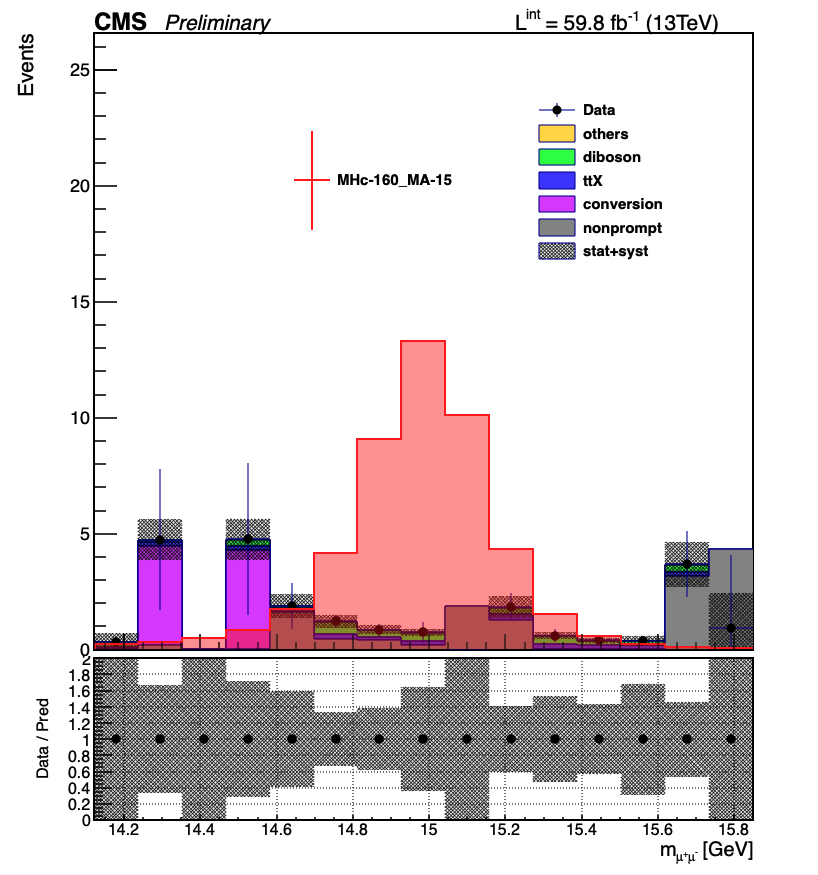 CMS Preliminary L^int = 59.8 fb^-1 (13TeV)
Events
25
20
15
10
5
0
MHc-160_MA-15
Data
others
diboson
ttX
conversion
nonprompt
stat+syst
Data / Pred
2
1.8
1.6
1.4
1.2
1
0.8
0.6
0.4
0.2
0
14.2 14.4 14.6 14.8 15 15.2 15.4 15.6 15.8
m_μ⁺μ⁻ [GeV]